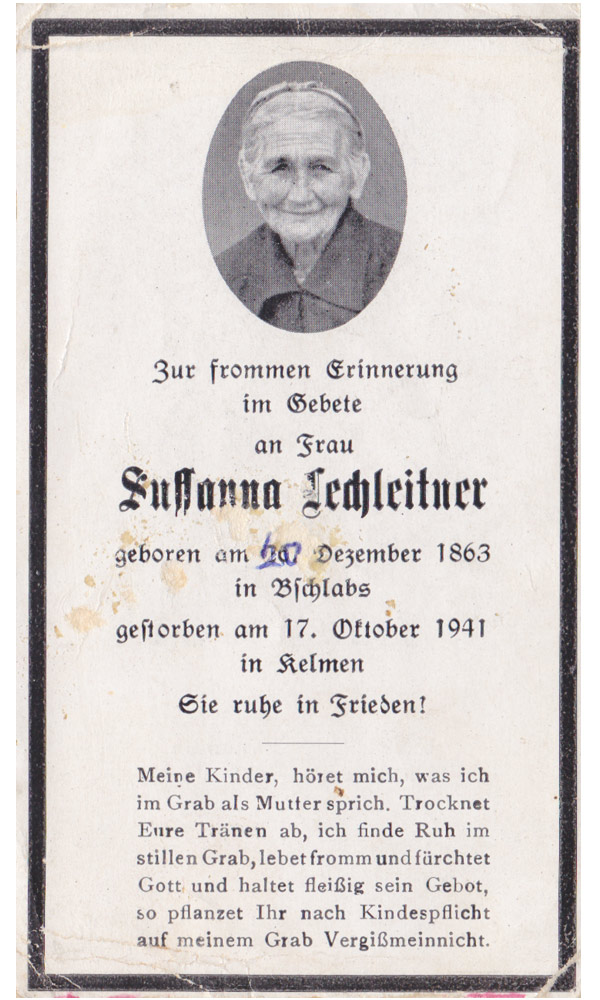 Zur frommen Erinnerung
im Gebete
an Frau
Susanna Lechleitner
geboren am 20 Dezember 1863
in Bschlabs
gestorben am 17. Oktober 1941
in Kelmen
Sie ruhe in Frieden!
Meine Kinder, höret mich, was ich
im Grab als Mutter sprich. Trocknet
Eure Tränen ab, ich finde Ruh im
stillen Grab, lebet fromm und fürchtet
Gott und haltet fleißig sein Gebot,
so pflanzet Ihr nach Kindespflicht
auf meinem Grab Vergißmeinnicht.